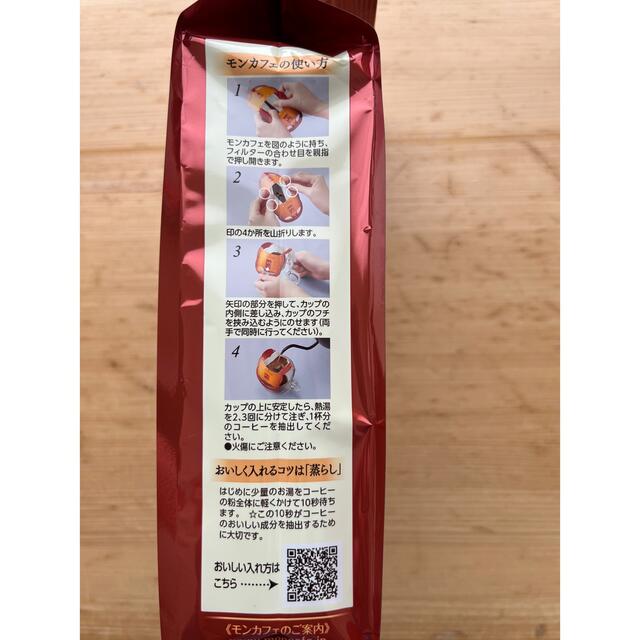 モンカフェの使い方
1
モンカフェを図のように持ち、
フィルターの合わせ目を親指
で押し開きます。
2
印の4か所を山折りします。
3
矢印の部分を押して、カップの
内側に差し込み、カップのフチ
を挟み込むようにのせます(両
手で同時に行ってください)。
4
カップの上に安定したら、熱湯
を2、3回に分けて注ぎ、1杯分
のコーヒーを抽出してくだ
さい。
●火傷にご注意ください。
おいしく入れるコツは「蒸らし」
はじめに少量のお湯をコーヒー
の粉全体に軽くかけて10秒待ち
ます。 ☆この10秒がコーヒー
のおいしい成分を抽出するため
に大切です。
おいしい入れ方は
こちら ········▶
《モンカフェのご案内》